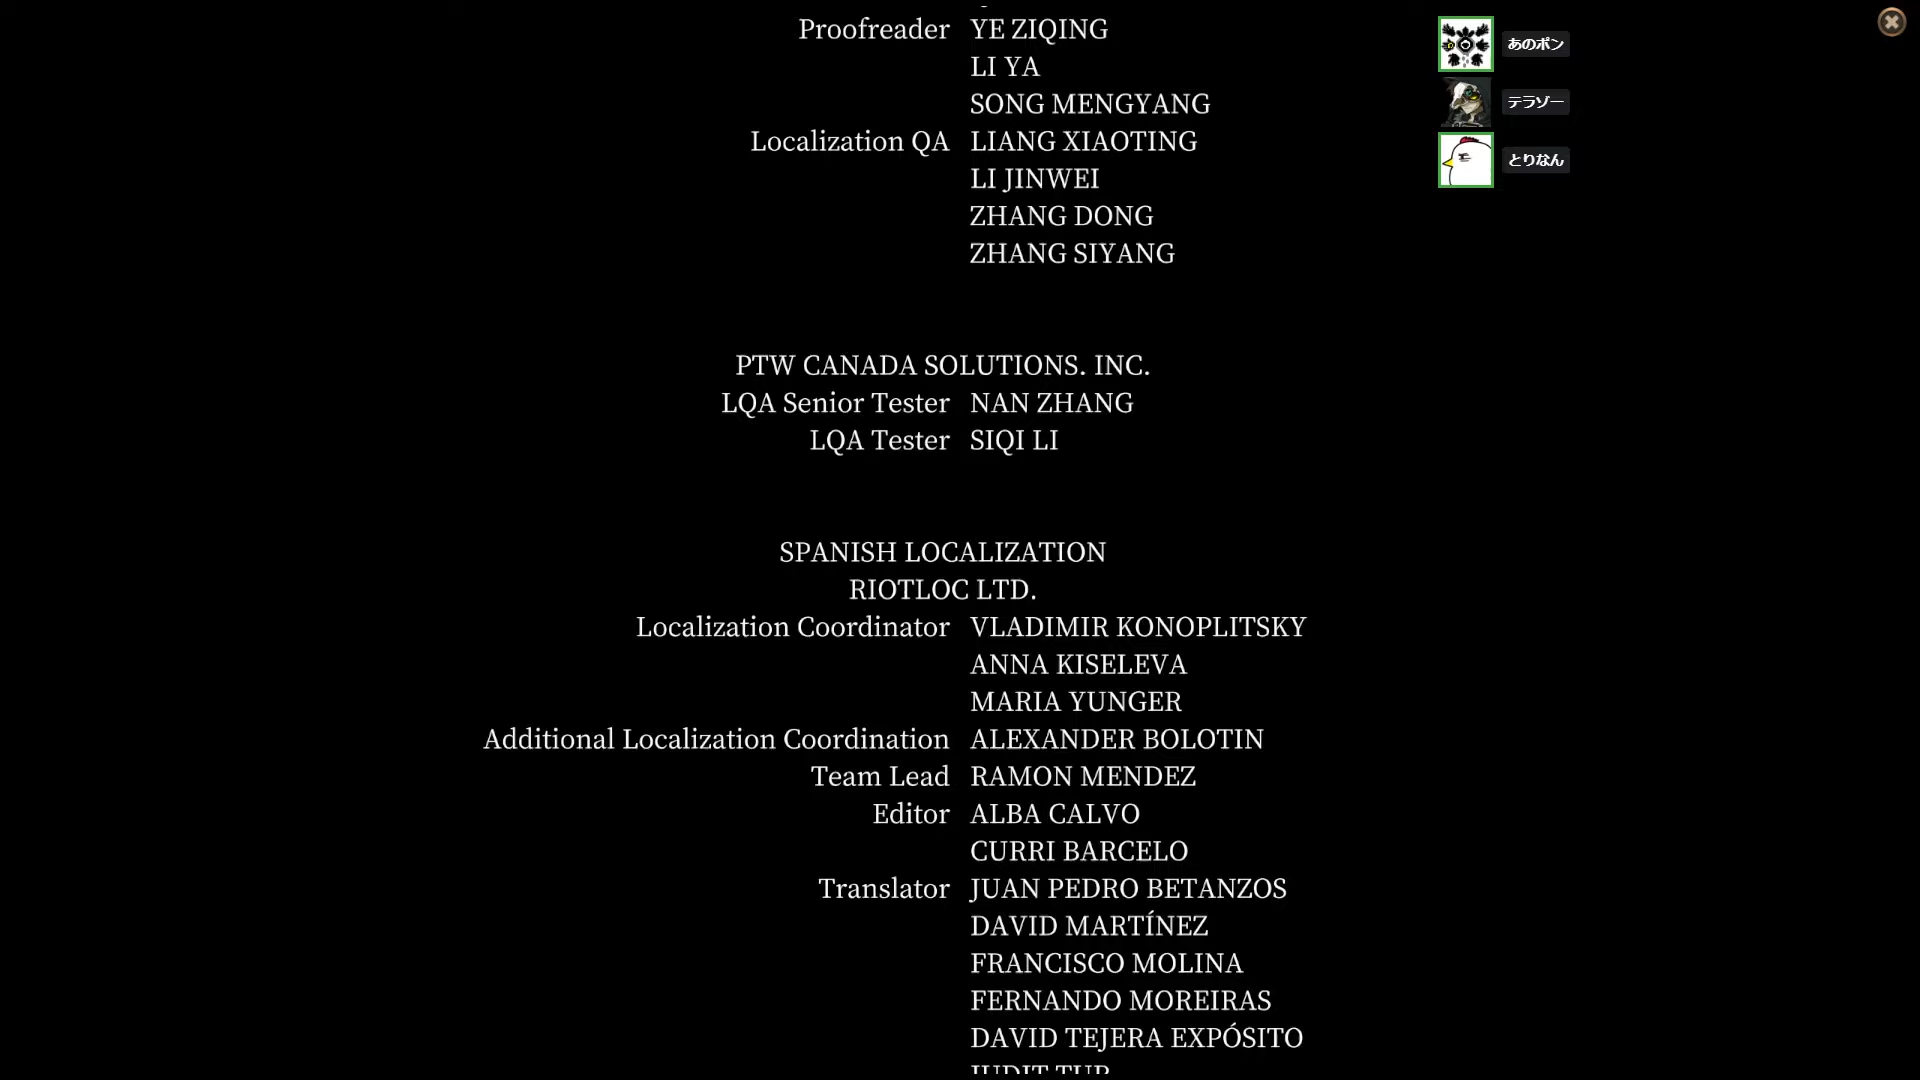 Proofreader YE ZIQING
LI YA
SONG MENGYANG
Localization QA LIANG XIAOTING
LI JINWEI
ZHANG DONG
ZHANG SIYANG
PTW CANADA SOLUTIONS. INC.
LQA Senior Tester NAN ZHANG
LQA Tester SIQI LI
SPANISH LOCALIZATION
RIOTLOC LTD.
Localization Coordinator VLADIMIR KONOPLITSKY
ANNA KISELEVA
MARIA YUNGER
Additional Localization Coordination ALEXANDER BOLOTIN
Team Lead RAMON MENDEZ
Editor ALBA CALVO
CURRI BARCELO
Translator JUAN PEDRO BETANZOS
DAVID MARTÍNEZ
FRANCISCO MOLINA
FERNANDO MOREIRAS
DAVID TEJERA EXPÓSITO
あのポン
テラゾー
とりなん